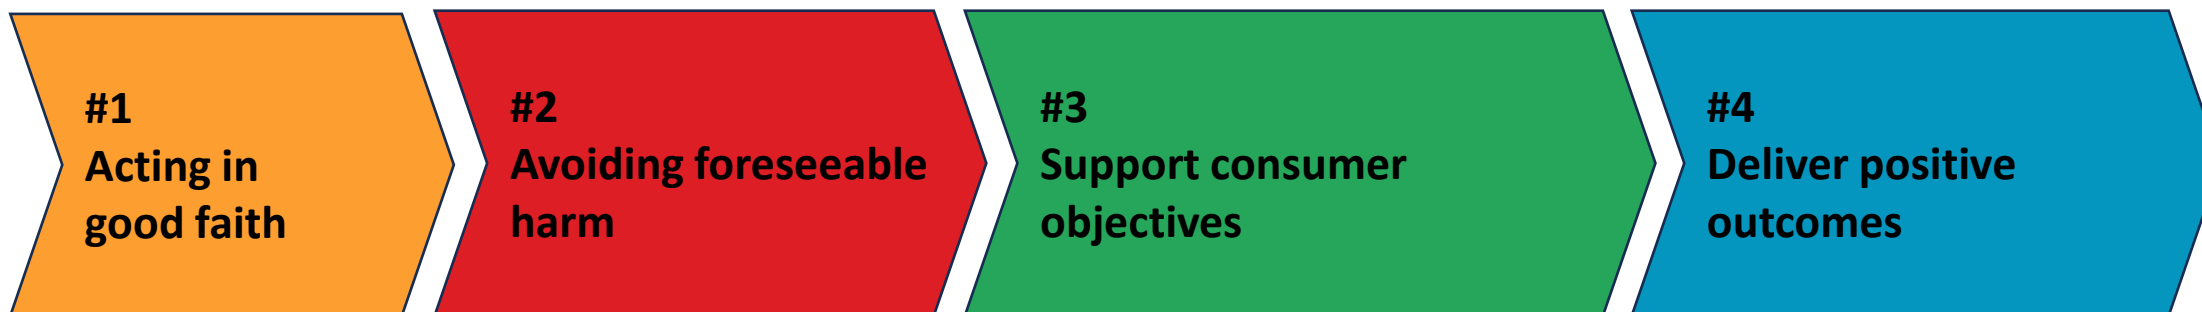 #1
Acting in
good faith
#2
Avoiding foreseeable
harm
#3
Support consumer
objectives
#4
Deliver positive
outcomes